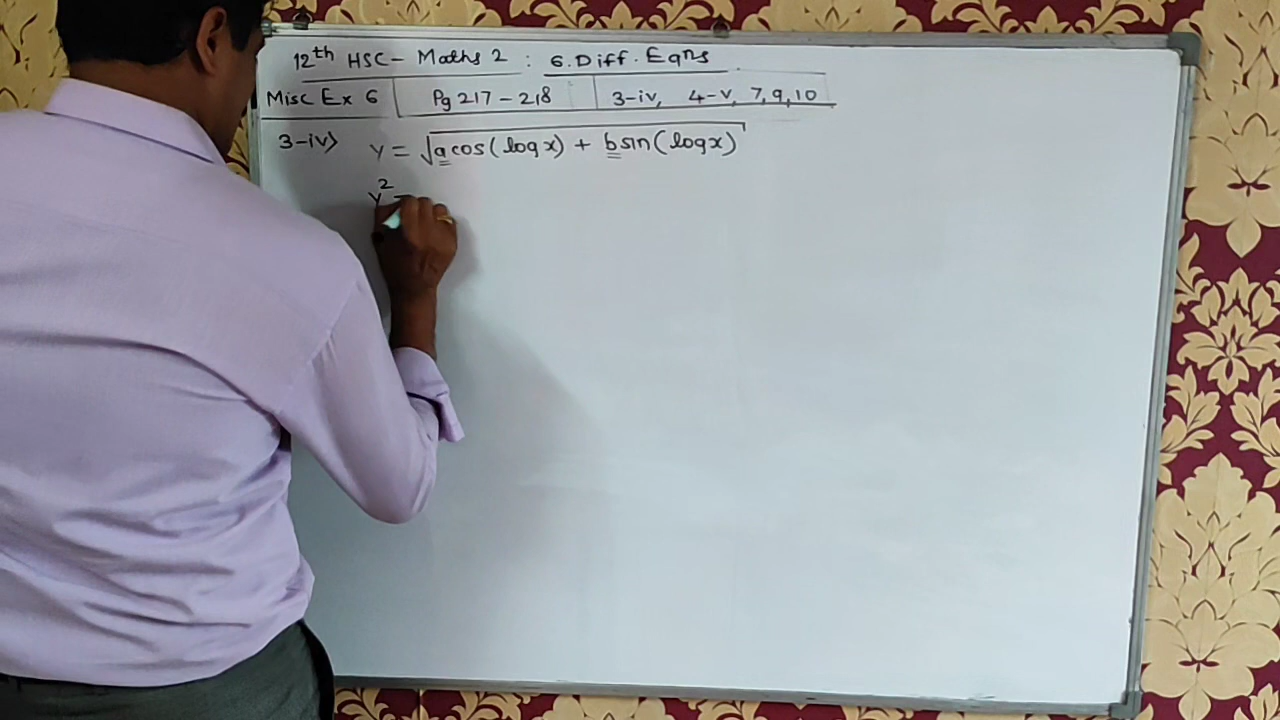 12th HSC - Maths 2 : 6. Diff. Eqns
Misc Ex 6 Pg 217 - 218 3-iv, 4-v, 7, 9, 10
3-iv) y = √a cos(log x) + b sin(log x)
y² =